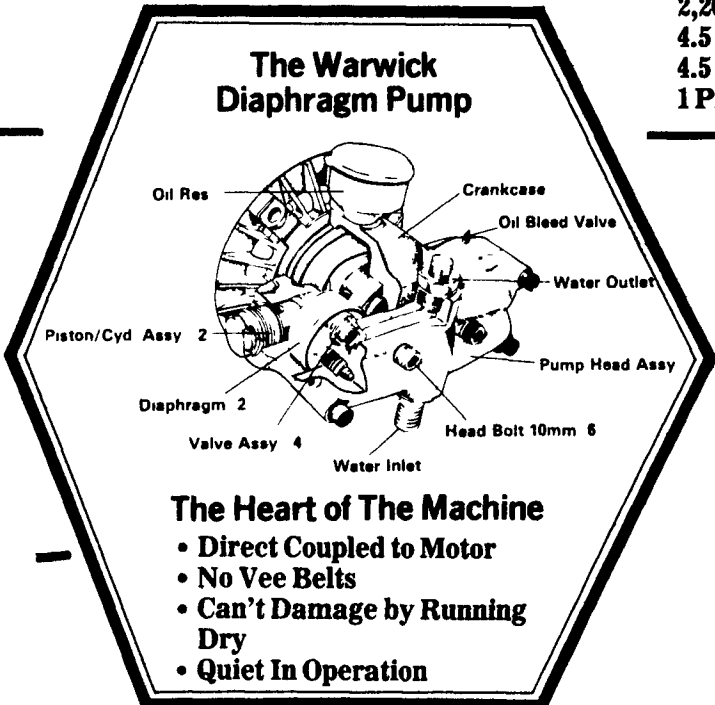 The Warwick
Diaphragm Pump
Oil Res
Crankcase
Oil Bleed Valve
Water Outlet
Piston/Cyd Assy 2
Pump Head Assy
Diaphragm 2
Head Bolt 10mm 6
Valve Assy 4
Water Inlet
The Heart of The Machine
• Direct Coupled to Motor
• No Vee Belts
• Can't Damage by Running
Dry
• Quiet In Operation
4.5
4.5